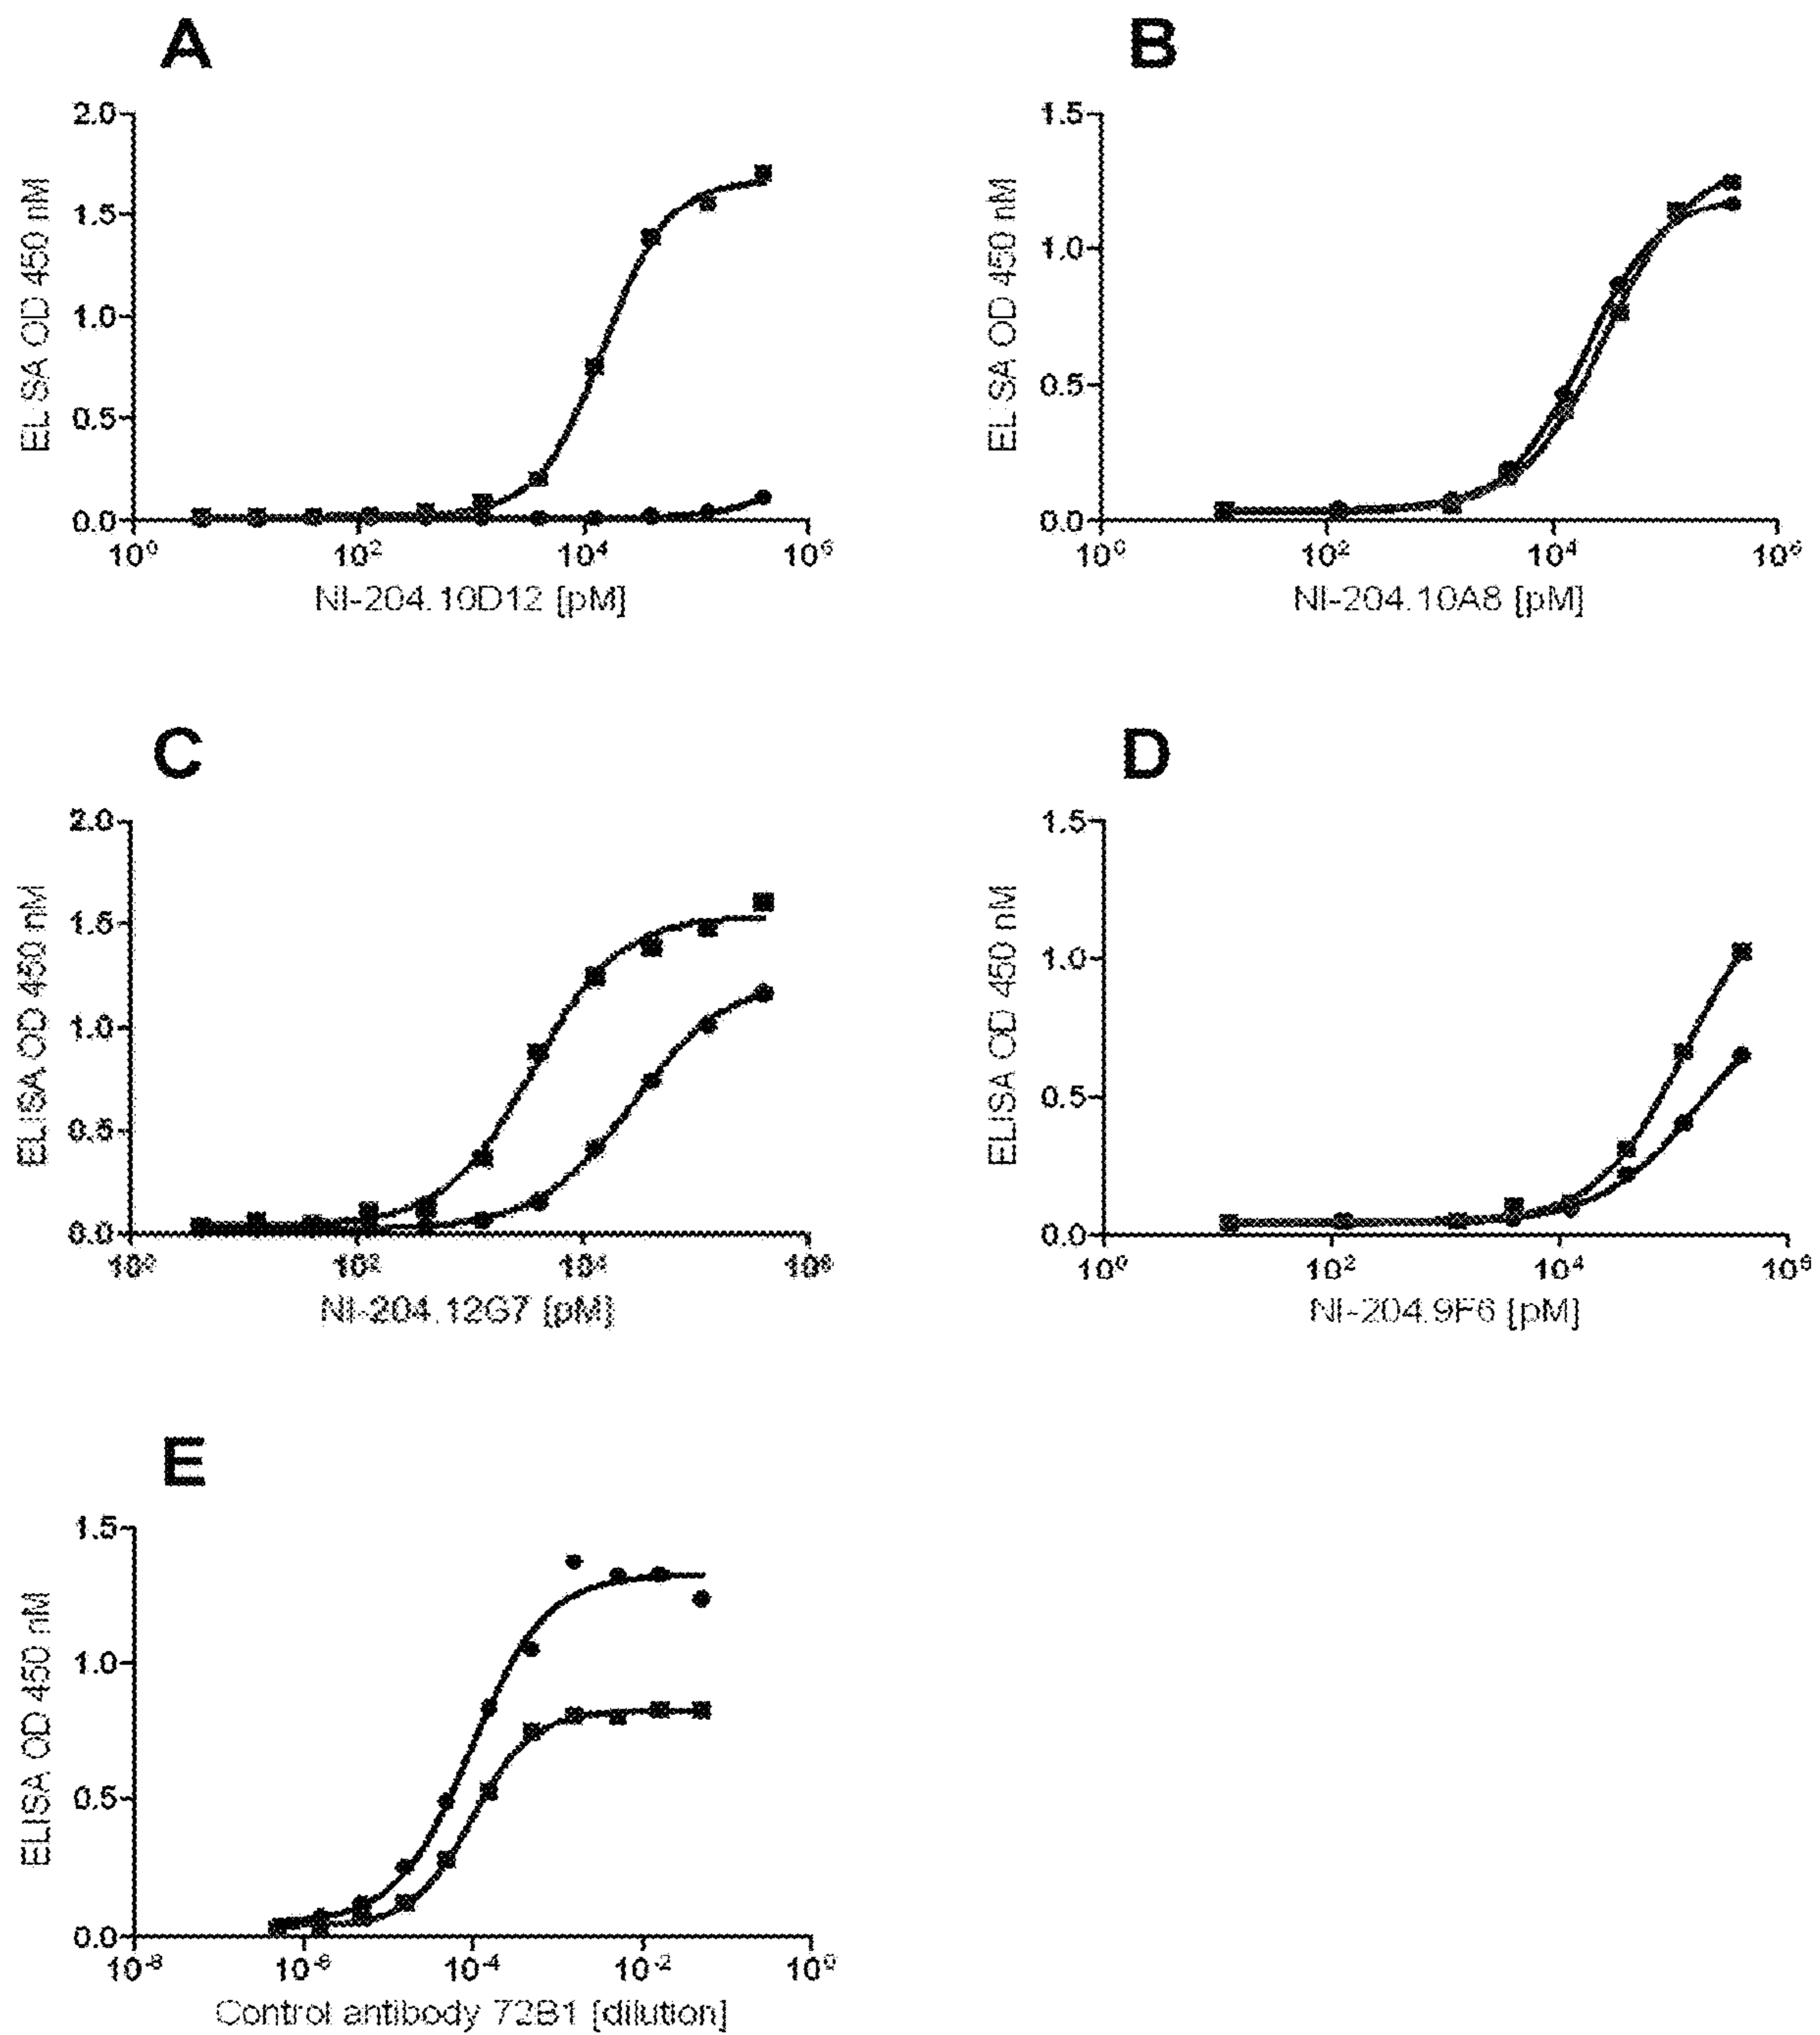 A
2.0
1.5
1.0
0.5
0.0
10⁰ 10² 10⁴ 10⁶
ELISA OD 450 nM
NI-204.10D12 [pM]
B
1.5
1.0
0.5
0.0
10⁰ 10² 10⁴ 10⁶
ELISA OD 450 nM
NI-204.10A8 [pM]
C
2.0
1.5
1.0
0.5
0.0
10⁰ 10² 10⁴ 10⁶
ELISA OD 450 nM
NI-204.12G7 [pM]
D
1.5
1.0
0.5
0.0
10⁰ 10² 10⁴ 10⁶
ELISA OD 450 nM
NI-204.9F6 [pM]
E
1.5
1.0
0.5
0.0
10⁻⁸ 10⁻⁶ 10⁻⁴ 10⁻² 10⁰
ELISA OD 450 nM
Control antibody 72B1 [dilution]